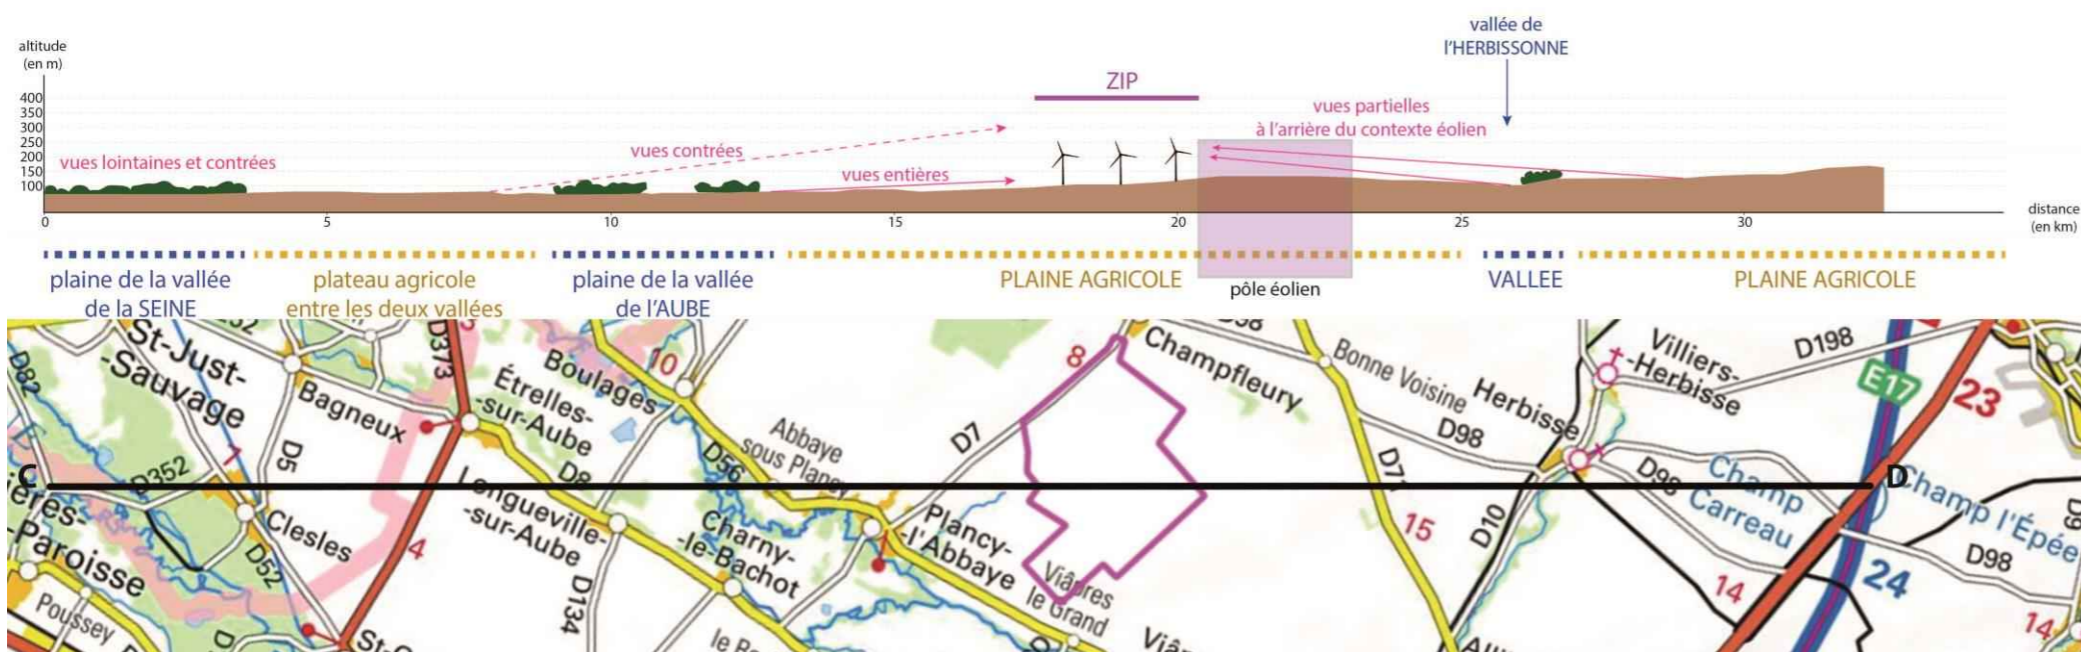 altitude
(en m)
400
350
300
250
200
150
100
vues lointaines et contrées
vues contrées
vues entières
ZIP
vues partielles
à l'arrière du contexte éolien
vallée de
l'HERBISSONNE
0
5
10
15
20
25
30
distance
(en km)
plaine de la vallée
de la SEINE
plateau agricole
entre les deux vallées
plaine de la vallée
de l'AUBE
PLAINE AGRICOLE
pôle éolien
VALLEE
PLAINE AGRICOLE
D82
St-Just-
-Sauvage
Bagneux
D373
3
Étrelles-
-sur-Aube
Boulages
10
D56
Abbaye
sous Plancy
D7
8
Champfleury
Bonne Voisine
Herbisse
D98
Villiers-
-Herbisse
D198
E17
23
C
D352
7
D5
Clesles
D52
4
Longueville-
-sur-Aube
D8
D134
Charny-
-le-Bachot
Plancy-
-l'Abbaye
Viâpres
le Grand
15
D10
D98
Champ
Carreau
D
Champ l'Épée
D9
D98
24
14
14
-Paroisse
Poussey